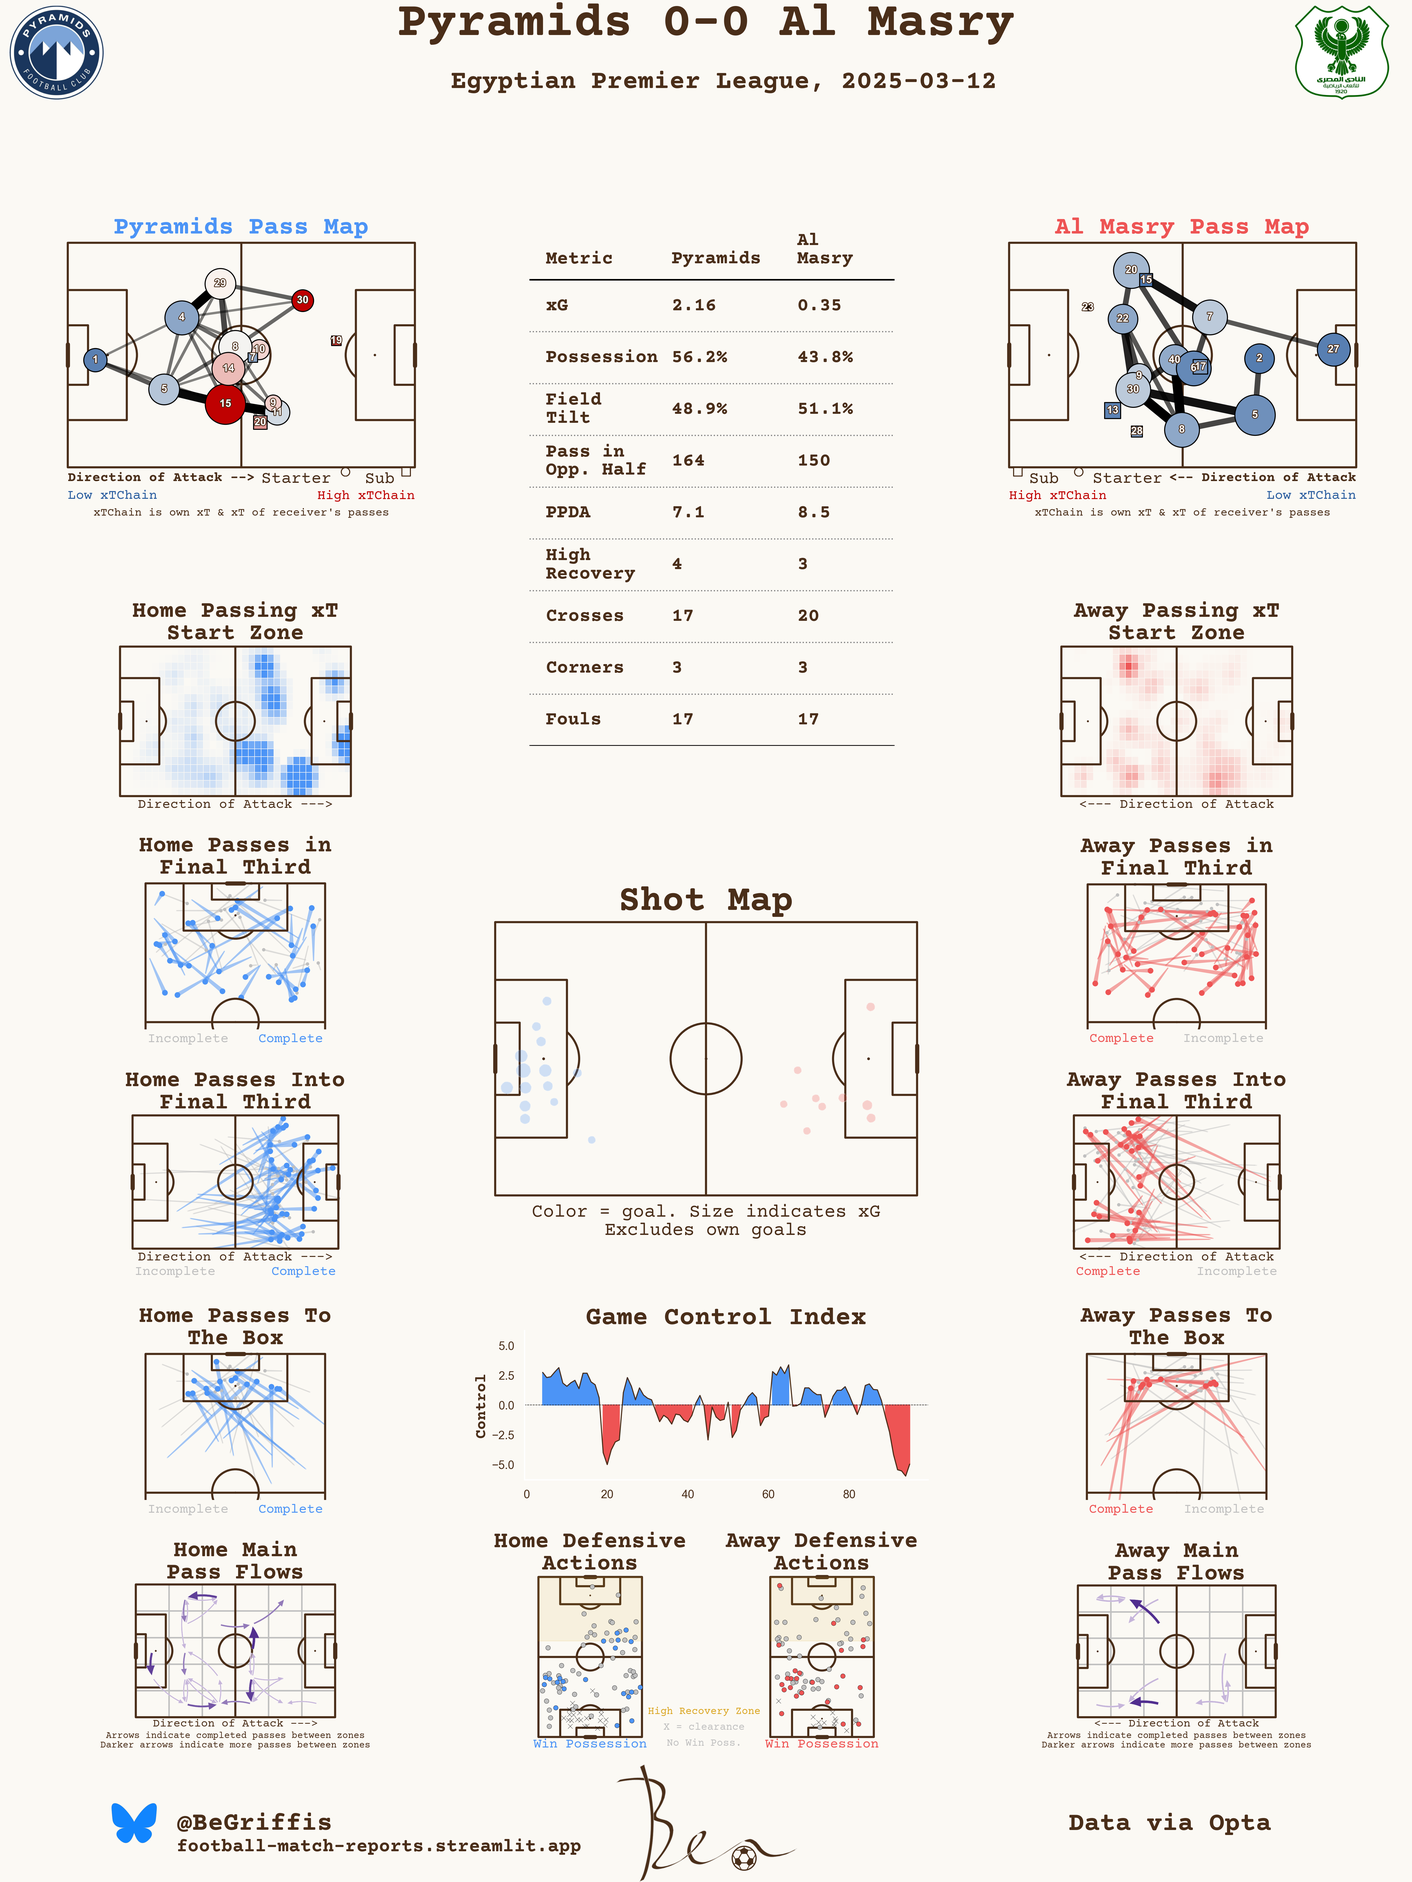 Pyramids 0-0 Al Masry
Egyptian Premier League, 2025-03-12
PYRAMIDS
FOOTBALL CLUB
النادى المصرى
للألعاب الرياضية
1920
Pyramids Pass Map
29
30
4
19
8
10
7
1
14
5
15
9
11
20
Direction of Attack --> Starter Sub
Low xTChain High xTChain
xTChain is own xT & xT of receiver's passes
Metric Pyramids Al Masry
xG 2.16 0.35
Possession 56.2% 43.8%
Field Tilt 48.9% 51.1%
Pass in Opp. Half 164 150
PPDA 7.1 8.5
High Recovery 4 3
Crosses 17 20
Corners 3 3
Fouls 17 17
Al Masry Pass Map
20
15
23
22
7
27
40
2
6
17
9
30
13
5
28
8
Sub Starter <-- Direction of Attack
High xTChain Low xTChain
xTChain is own xT & xT of receiver's passes
Home Passing xT
Start Zone
Direction of Attack --->
Away Passing xT
Start Zone
<--- Direction of Attack
Home Passes in
Final Third
Incomplete Complete
Shot Map
Color = goal. Size indicates xG
Excludes own goals
Away Passes in
Final Third
Complete Incomplete
Home Passes Into
Final Third
Direction of Attack --->
Incomplete Complete
Away Passes Into
Final Third
<--- Direction of Attack
Complete Incomplete
Home Passes To
The Box
Incomplete Complete
Game Control Index
Control
5.0
2.5
0.0
−2.5
−5.0
0 20 40 60 80
Away Passes To
The Box
Complete Incomplete
Home Main
Pass Flows
Direction of Attack --->
Arrows indicate completed passes between zones
Darker arrows indicate more passes between zones
Home Defensive
Actions
Win Possession
High Recovery Zone
X = clearance
No Win Poss.
Away Defensive
Actions
Win Possession
Away Main
Pass Flows
<--- Direction of Attack
Arrows indicate completed passes between zones
Darker arrows indicate more passes between zones
@BeGriffis
football-match-reports.streamlit.app
Ben
Data via Opta